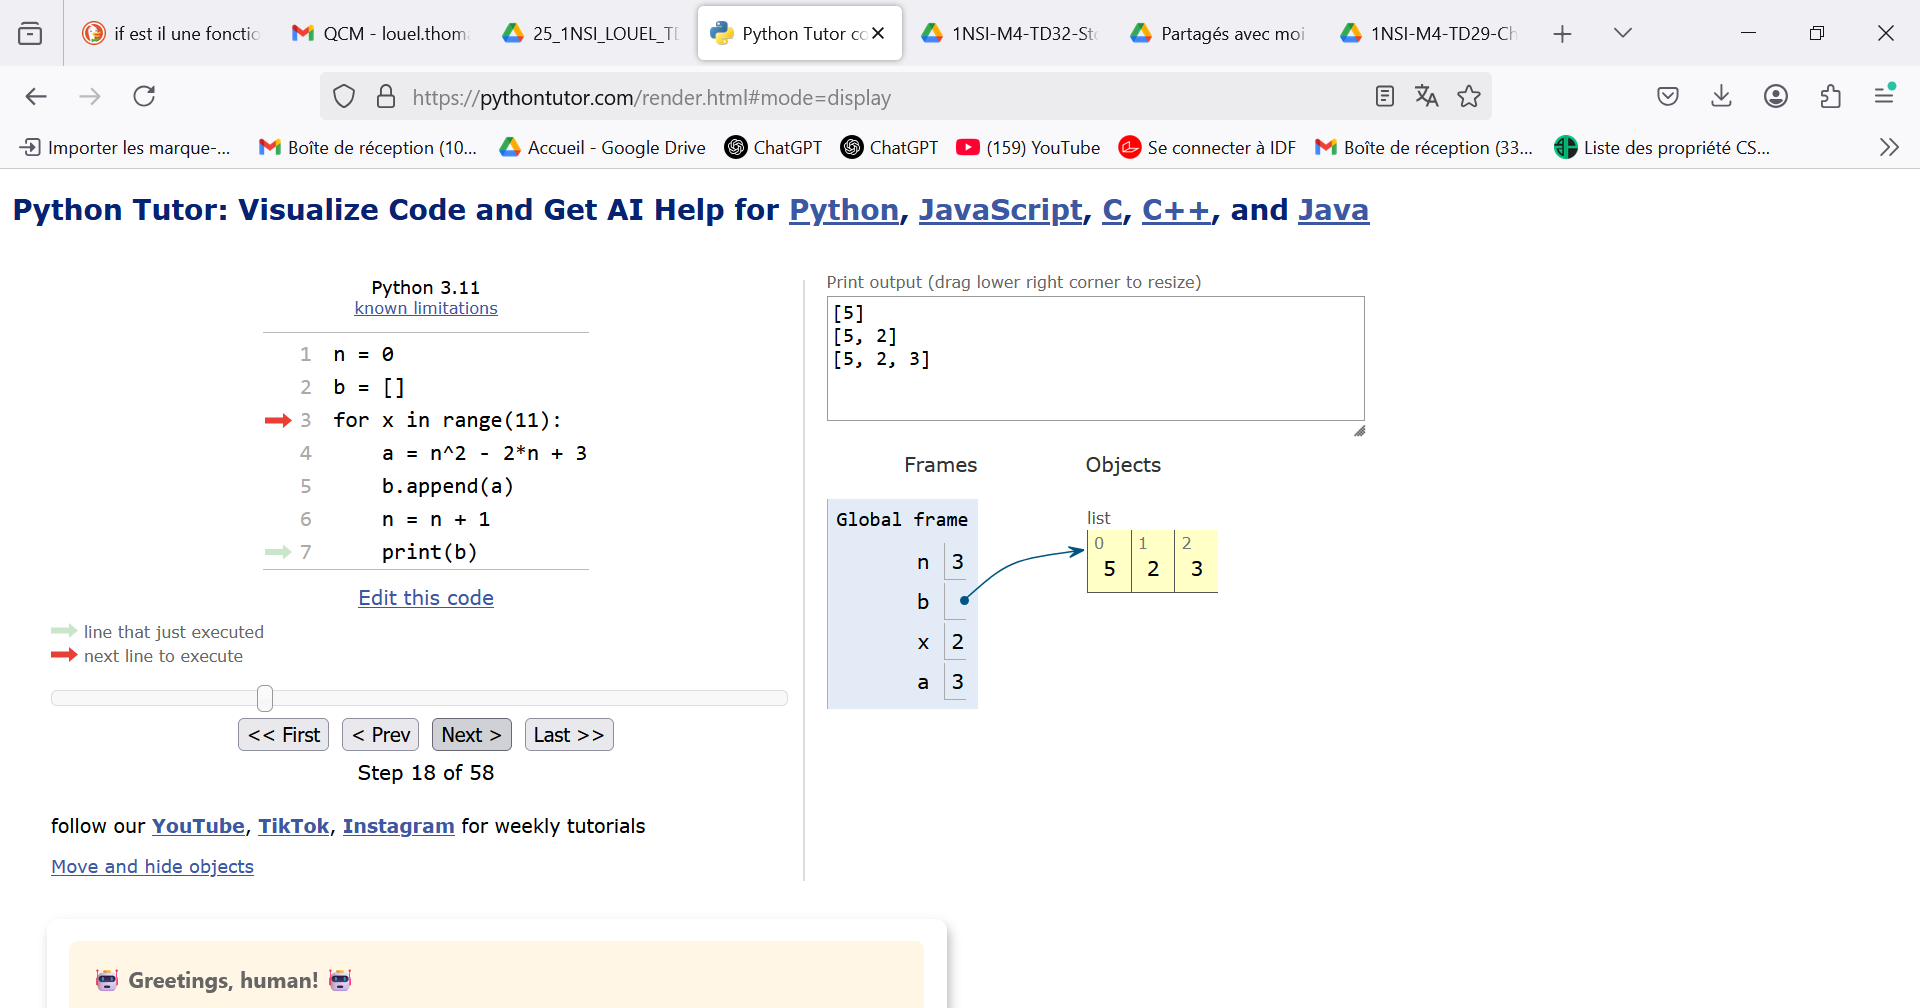 if est il une fonctio
QCM - louel.thom
25_1NSI_LOUEL_T
Python Tutor co
1NSI-M4-TD32-St
Partagés avec moi
1NSI-M4-TD29-Ch
https://pythontutor.com/render.html#mode=display
Importer les marque-...
Boîte de réception (10...
Accueil - Google Drive
ChatGPT
ChatGPT
(159) YouTube
Se connecter à IDF
Boîte de réception (33...
Liste des propriété CS...
Python Tutor: Visualize Code and Get AI Help for Python, JavaScript, C, C++, and Java
Python 3.11
known limitations
1 n = 0
2 b = []
3 for x in range(11):
4 a = n^2 - 2*n + 3
5 b.append(a)
6 n = n + 1
7 print(b)
Edit this code
line that just executed
next line to execute
<< First
< Prev
Next >
Last >>
Step 18 of 58
follow our YouTube, TikTok, Instagram for weekly tutorials
Move and hide objects
Greetings, human!
Print output (drag lower right corner to resize)
[5]
[5, 2]
[5, 2, 3]
Frames
Objects
Global frame
n 3
b
x 2
a 3
list
0 1 2
5 2 3